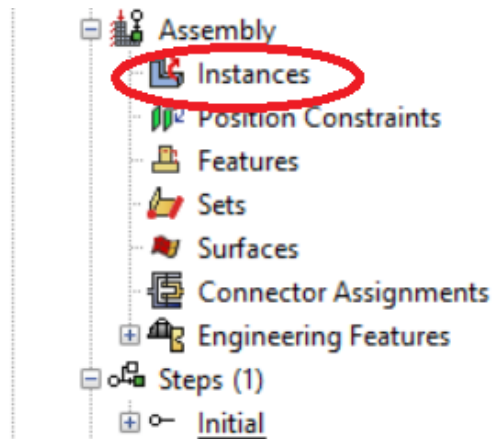 Assembly
Instances
Position Constraints
Features
Sets
Surfaces
Connector Assignments
Engineering Features
Steps (1)
Initial